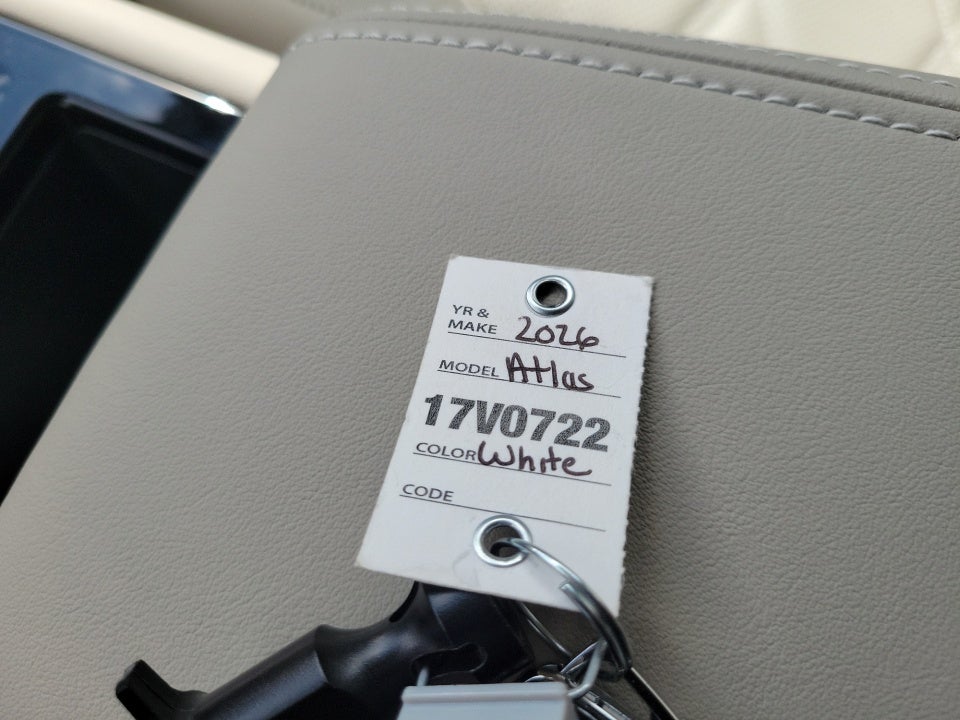 YR &
MAKE 2026
MODEL Atlas
17V0722
COLOR White
CODE